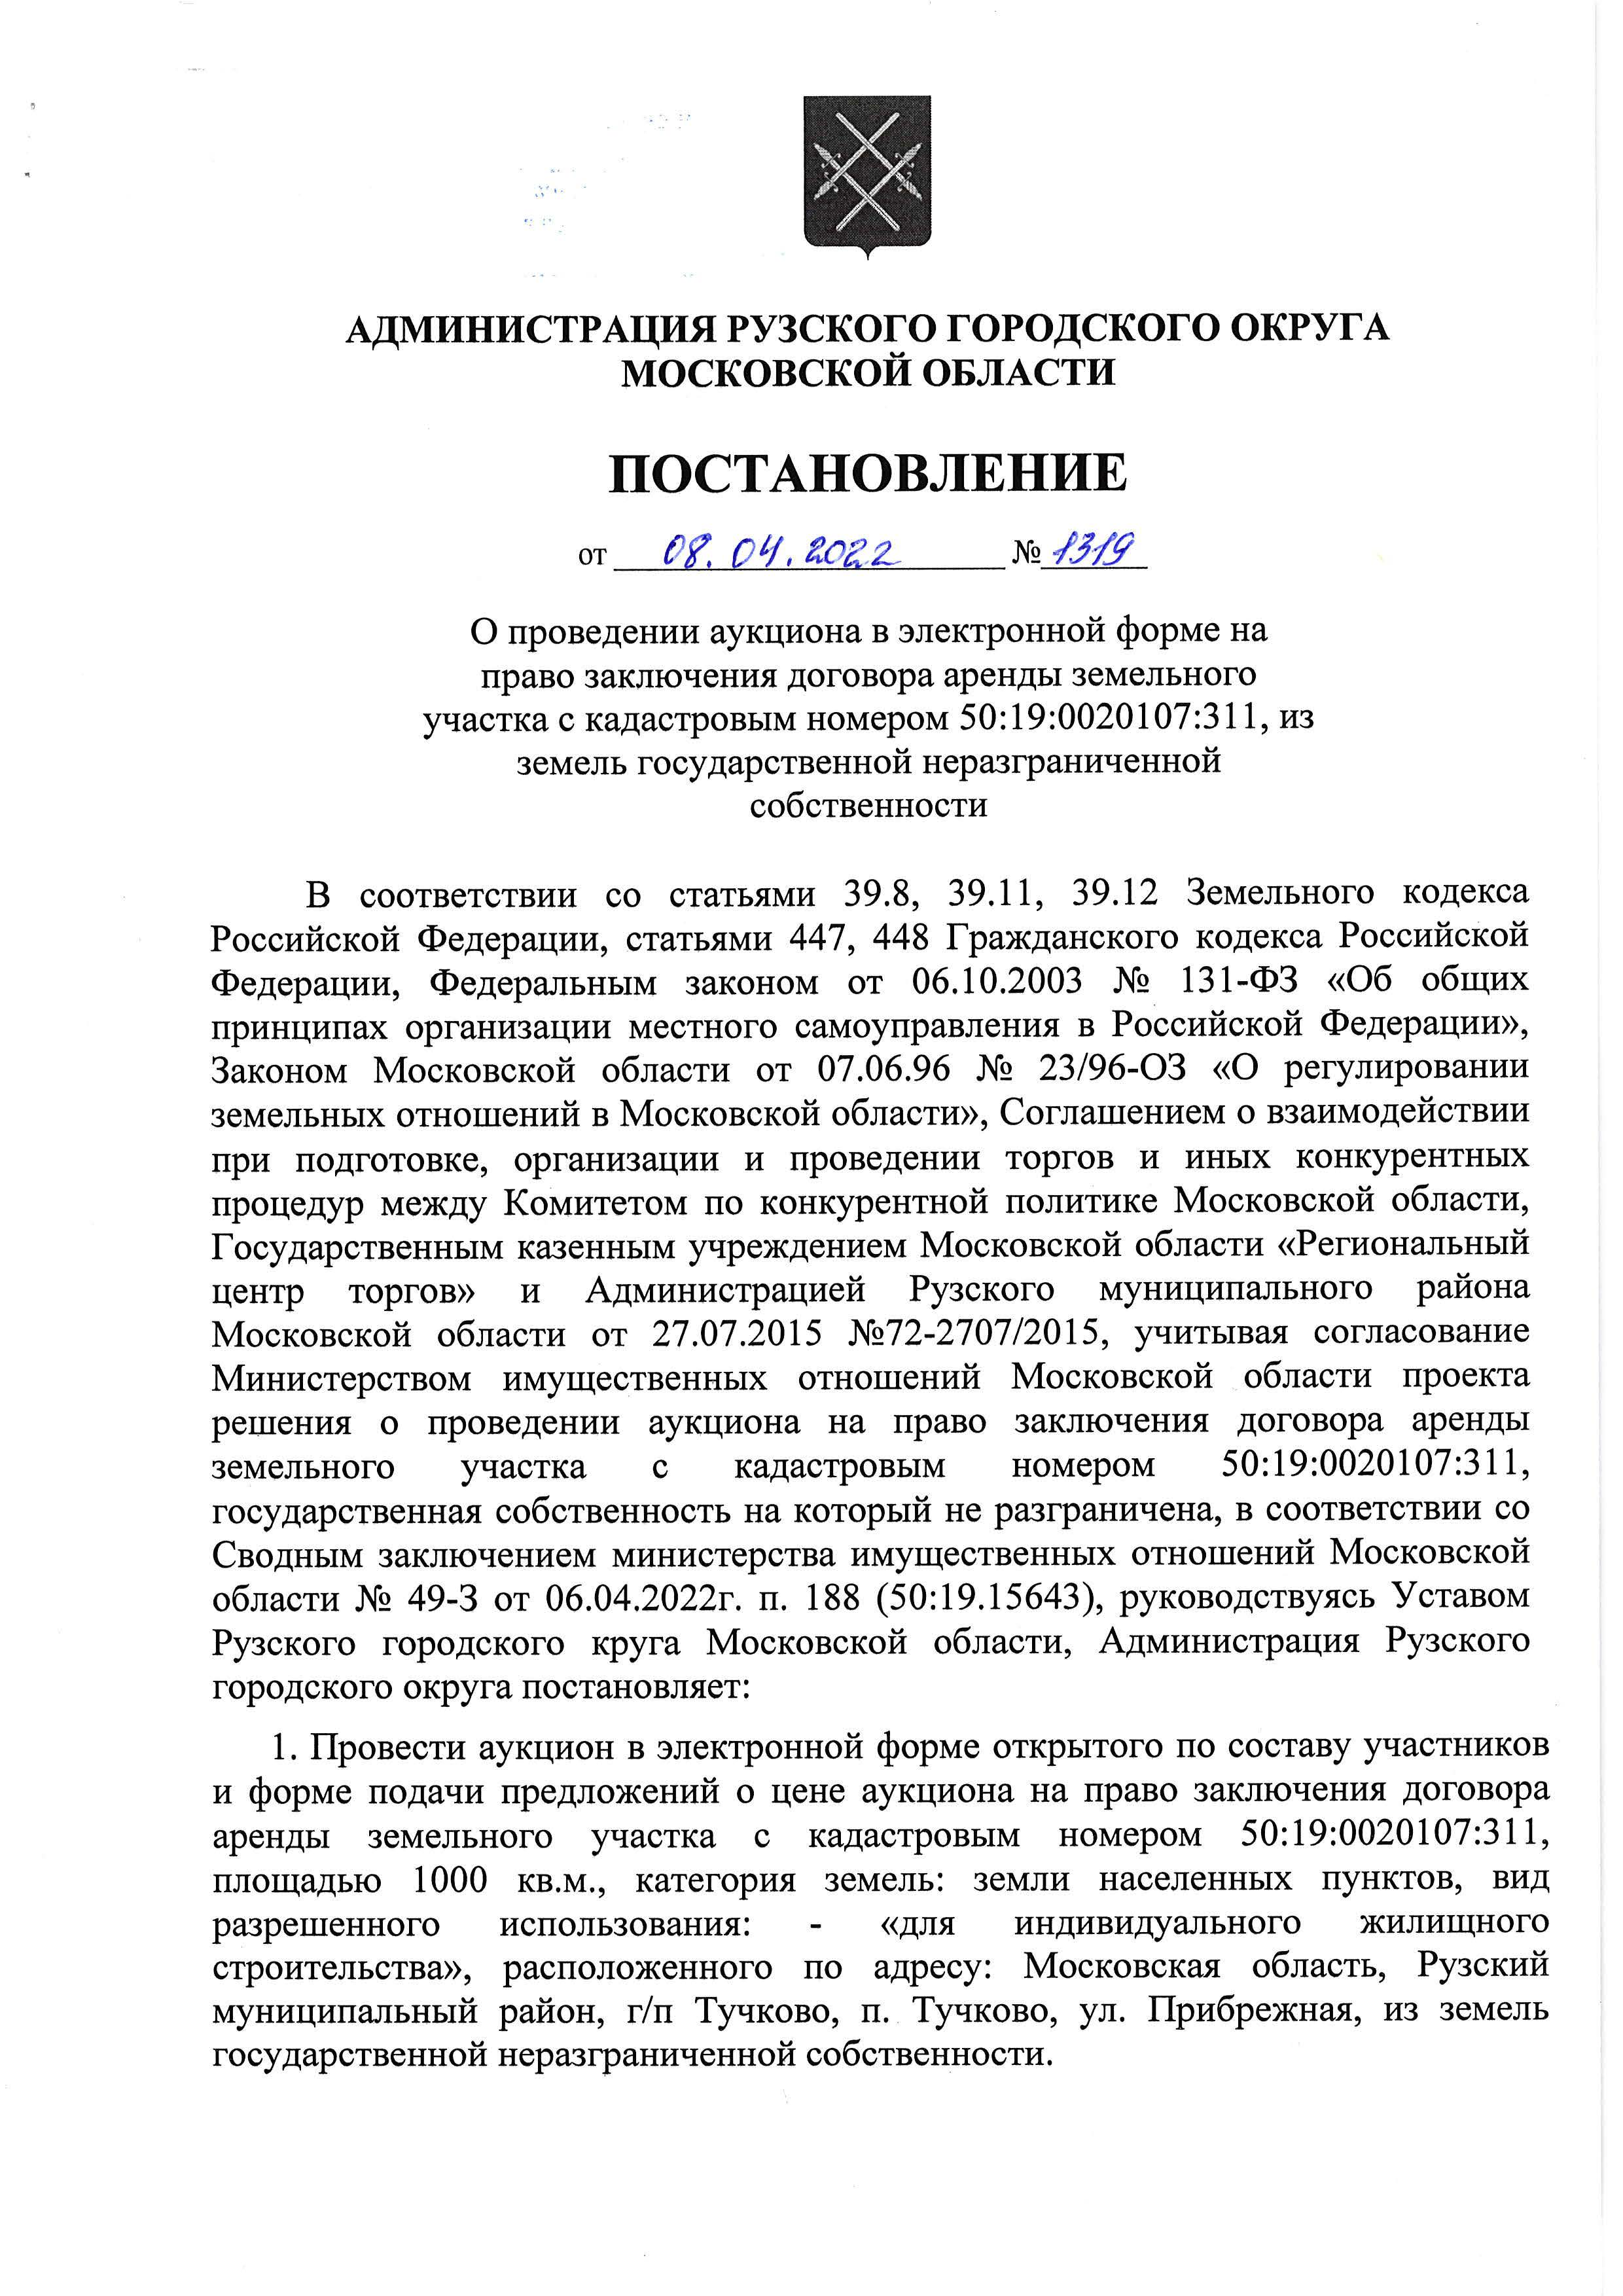 АДМИНИСТРАЦИЯ РУЗСКОГО ГОРОДСКОГО ОКРУГА
МОСКОВСКОЙ ОБЛАСТИ
ПОСТАНОВЛЕНИЕ
от 08.04.2022 № 1319
О проведении аукциона в электронной форме на
право заключения договора аренды земельного
участка с кадастровым номером 50:19:0020107:311, из
земель государственной неразграниченной
собственности
В соответствии со статьями 39.8, 39.11, 39.12 Земельного кодекса
Российской Федерации, статьями 447, 448 Гражданского кодекса Российской
Федерации, Федеральным законом от 06.10.2003 № 131-ФЗ «Об общих
принципах организации местного самоуправления в Российской Федерации»,
Законом Московской области от 07.06.96 № 23/96-ОЗ «О регулировании
земельных отношений в Московской области», Соглашением о взаимодействии
при подготовке, организации и проведении торгов и иных конкурентных
процедур между Комитетом по конкурентной политике Московской области,
Государственным казенным учреждением Московской области «Региональный
центр торгов» и Администрацией Рузского муниципального района
Московской области от 27.07.2015 №72-2707/2015, учитывая согласование
Министерством имущественных отношений Московской области проекта
решения о проведении аукциона на право заключения договора аренды
земельного участка с кадастровым номером 50:19:0020107:311,
государственная собственность на который не разграничена, в соответствии со
Сводным заключением министерства имущественных отношений Московской
области № 49-З от 06.04.2022г. п. 188 (50:19.15643), руководствуясь Уставом
Рузского городского круга Московской области, Администрация Рузского
городского округа постановляет:
1. Провести аукцион в электронной форме открытого по составу участников
и форме подачи предложений о цене аукциона на право заключения договора
аренды земельного участка с кадастровым номером 50:19:0020107:311,
площадью 1000 кв.м., категория земель: земли населенных пунктов, вид
разрешенного использования: - «для индивидуального жилищного
строительства», расположенного по адресу: Московская область, Рузский
муниципальный район, г/п Тучково, п. Тучково, ул. Прибрежная, из земель
государственной неразграниченной собственности.